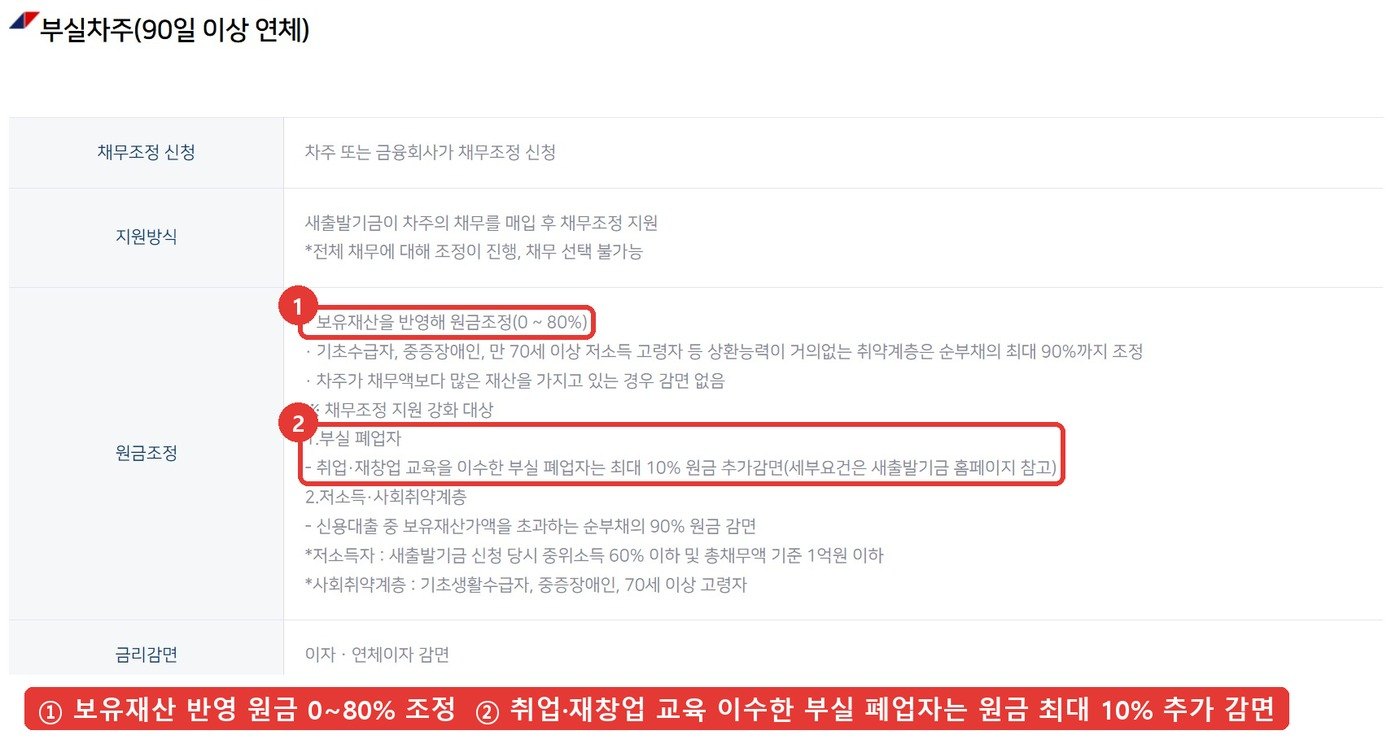 부실차주(90일 이상 연체)
채무조정 신청
차주 또는 금융회사가 채무조정 신청
지원방식
새출발기금이 차주의 채무를 매입 후 채무조정 지원
*전체 채무에 대해 조정이 진행, 채무 선택 불가능
원금조정
1
· 보유재산을 반영해 원금조정(0 ~ 80%)
· 기초수급자, 중증장애인, 만 70세 이상 저소득 고령자 등 상환능력이 거의없는 취약계층은 순부채의 최대 90%까지 조정
· 차주가 채무액보다 많은 재산을 가지고 있는 경우 감면 없음
※ 채무조정 지원 강화 대상
2
1.부실 폐업자
- 취업·재창업 교육을 이수한 부실 폐업자는 최대 10% 원금 추가감면(세부요건은 새출발기금 홈페이지 참고)
2.저소득·사회취약계층
- 신용대출 중 보유재산가액을 초과하는 순부채의 90% 원금 감면
*저소득자 : 새출발기금 신청 당시 중위소득 60% 이하 및 총채무액 기준 1억원 이하
*사회취약계층 : 기초생활수급자, 중증장애인, 70세 이상 고령자
금리감면
이자 · 연체이자 감면
① 보유재산 반영 원금 0~80% 조정 ② 취업·재창업 교육 이수한 부실 폐업자는 원금 최대 10% 추가 감면